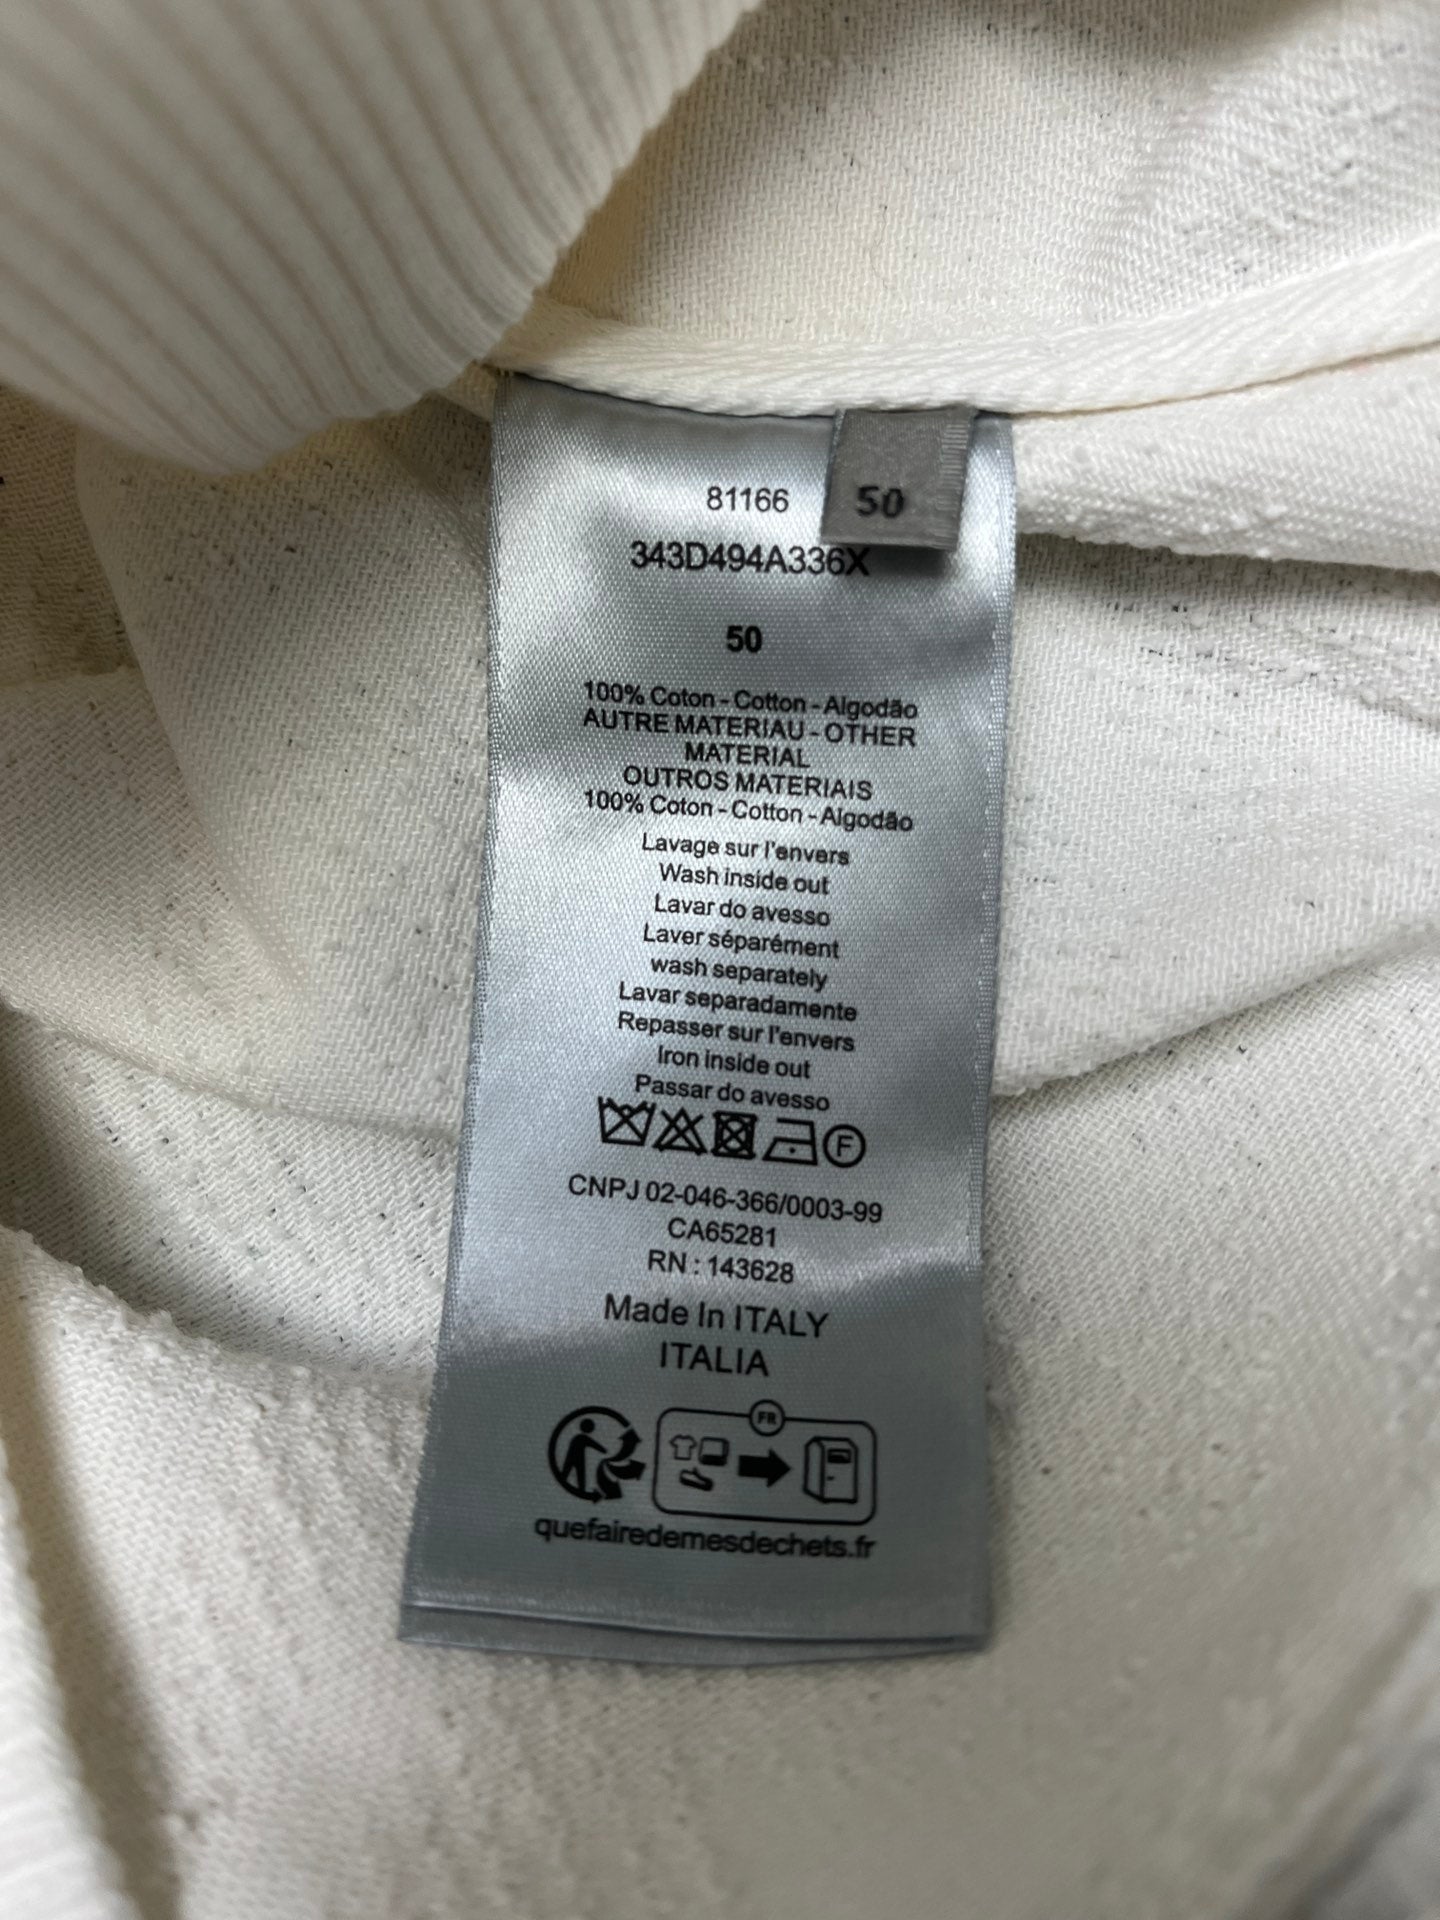 81166
50
343D494A336X
50
100% Coton - Cotton - Algodão
AUTRE MATERIAU - OTHER
MATERIAL
OUTROS MATERIAIS
100% Coton - Cotton - Algodão
Lavage sur l'envers
Wash inside out
Lavar do avesso
Laver séparément
wash separately
Lavar separadamente
Repasser sur l'envers
Iron inside out
Passar do avesso
F
CNPJ 02-046-366/0003-99
CA65281
RN : 143628
Made In ITALY
ITALIA
FR
quefairedemesdechets.fr